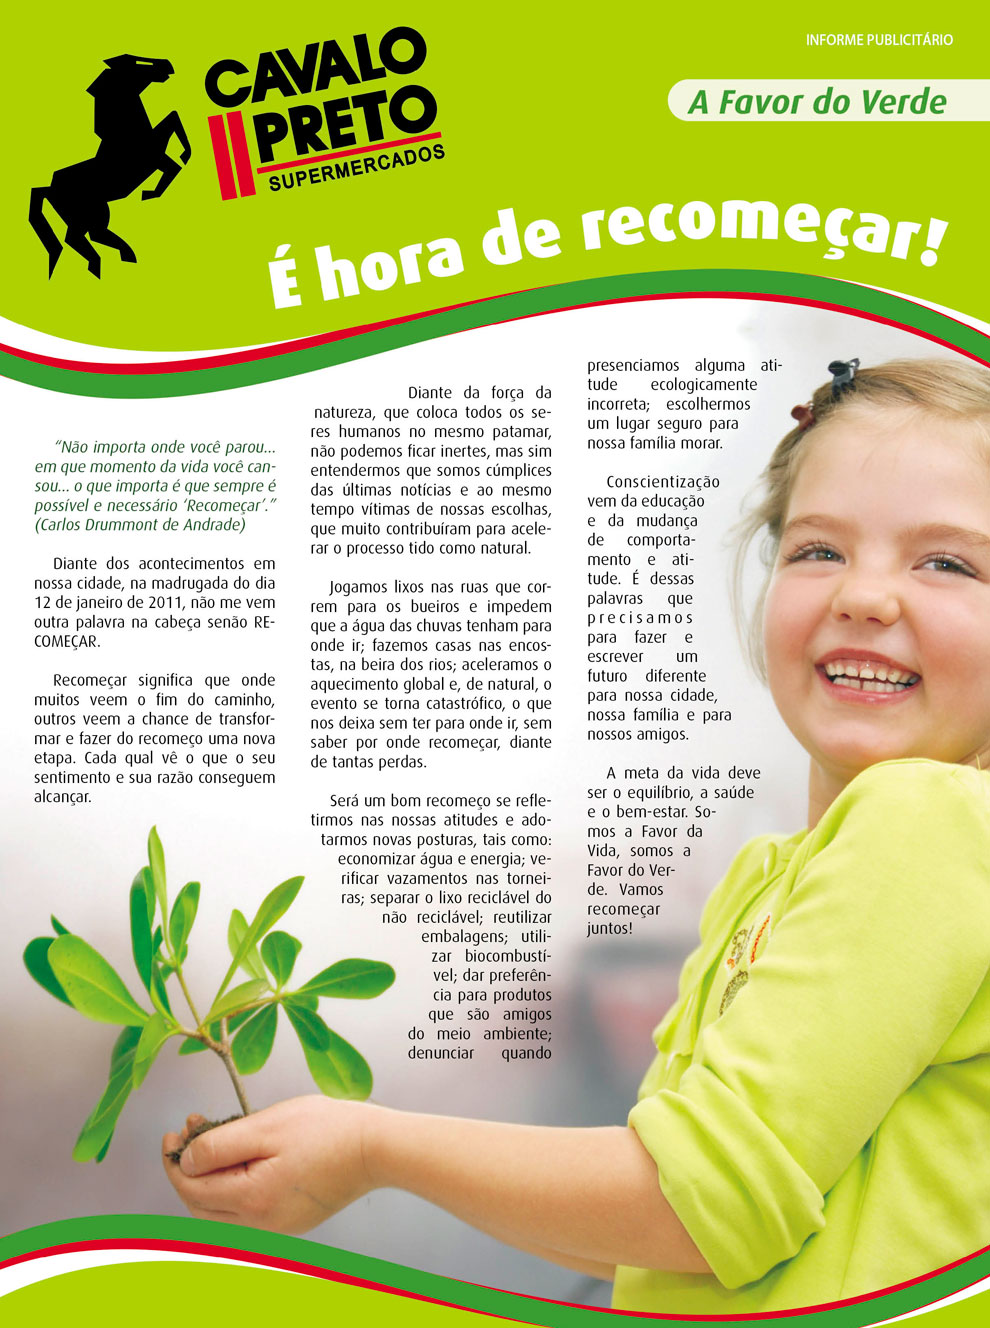 INFORME PUBLICITÁRIO
CAVALO
PRETO
SUPERMERCADOS
A Favor do Verde
É hora de recomeçar!
“Não importa onde você parou...
em que momento da vida você can-
sou... o que importa é que sempre é
possível e necessário ‘Recomeçar’.”
(Carlos Drummont de Andrade)
Diante dos acontecimentos em
nossa cidade, na madrugada do dia
12 de janeiro de 2011, não me vem
outra palavra na cabeça senão RE-
COMEÇAR.
Recomeçar significa que onde
muitos veem o fim do caminho,
outros veem a chance de transfor-
mar e fazer do recomeço uma nova
etapa. Cada qual vê o que o seu
sentimento e sua razão conseguem
alcançar.
Diante da força da
natureza, que coloca todos os se-
res humanos no mesmo patamar,
não podemos ficar inertes, mas sim
entendermos que somos cúmplices
das últimas notícias e ao mesmo
tempo vítimas de nossas escolhas,
que muito contribuíram para acele-
rar o processo tido como natural.
Jogamos lixos nas ruas que cor-
rem para os bueiros e impedem
que a água das chuvas tenham para
onde ir; fazemos casas nas encos-
tas, na beira dos rios; aceleramos o
aquecimento global e, de natural, o
evento se torna catastrófico, o que
nos deixa sem ter para onde ir, sem
saber por onde recomeçar, diante
de tantas perdas.
Será um bom recomeço se refle-
tirmos nas nossas atitudes e ado-
tarmos novas posturas, tais como:
economizar água e energia; ve-
rificar vazamentos nas tornei-
ras; separar o lixo reciclável do
não reciclável; reutilizar
embalagens; utili-
zar biocombustí-
vel; dar preferên-
cia para produtos
que são amigos
do meio ambiente;
denunciar quando
presenciamos alguma ati-
tude ecologicamente
incorreta; escolhermos
um lugar seguro para
nossa família morar.
Conscientização
vem da educação
e da mudança
de comporta-
mento e ati-
tude. É dessas
palavras que
precisamos
para fazer e
escrever um
futuro diferente
para nossa cidade,
nossa família e para
nossos amigos.
A meta da vida deve
ser o equilíbrio, a saúde
e o bem-estar. So-
mos a Favor da
Vida, somos a
Favor do Ver-
de. Vamos
recomeçar
juntos!